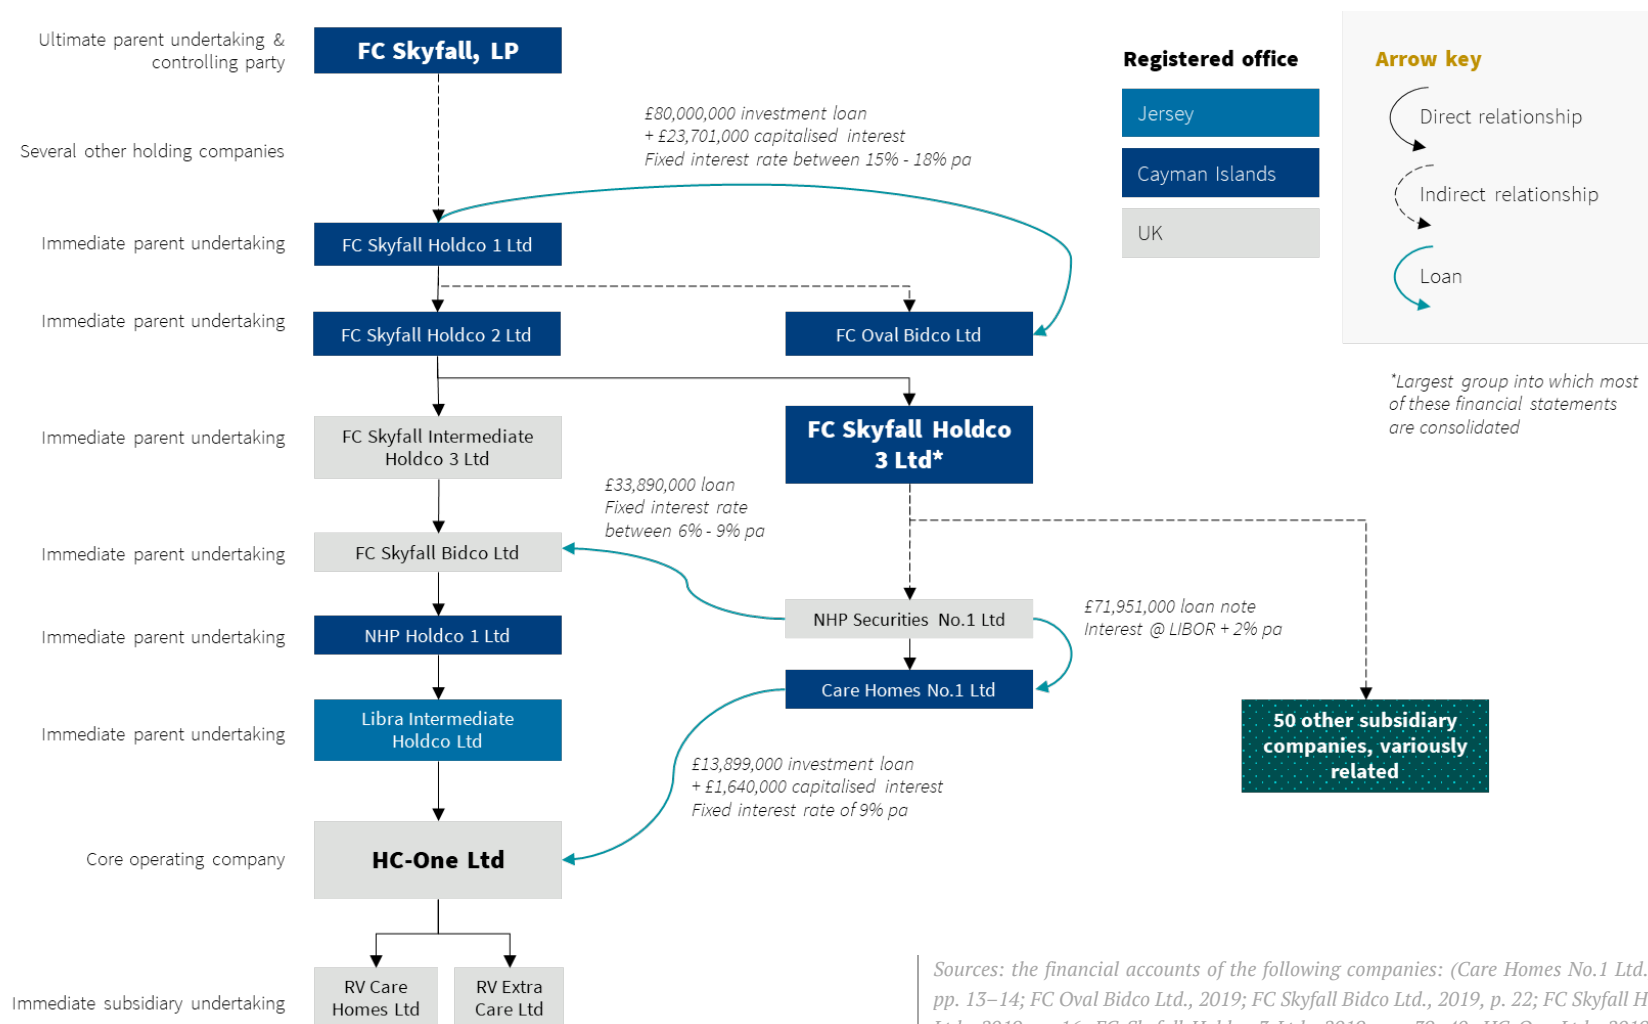 Ultimate parent undertaking &
controlling party
FC Skyfall, LP
Several other holding companies
£80,000,000 investment loan
+ £23,701,000 capitalised interest
Fixed interest rate between 15% - 18% pa
Registered office
Jersey
Cayman Islands
UK
Arrow key
Direct relationship
Indirect relationship
Loan
*Largest group into which most
of these financial statements
are consolidated
Immediate parent undertaking
FC Skyfall Holdco 1 Ltd
Immediate parent undertaking
FC Skyfall Holdco 2 Ltd
FC Oval Bidco Ltd
Immediate parent undertaking
FC Skyfall Intermediate
Holdco 3 Ltd
FC Skyfall Holdco
3 Ltd*
£33,890,000 loan
Fixed interest rate
between 6% - 9% pa
Immediate parent undertaking
FC Skyfall Bidco Ltd
NHP Securities No.1 Ltd
£71,951,000 loan note
Interest @ LIBOR + 2% pa
Immediate parent undertaking
NHP Holdco 1 Ltd
Care Homes No.1 Ltd
Immediate parent undertaking
Libra Intermediate
Holdco Ltd
50 other subsidiary
companies, variously
related
£13,899,000 investment loan
+ £1,640,000 capitalised interest
Fixed interest rate of 9% pa
Core operating company
HC-One Ltd
Immediate subsidiary undertaking
RV Care
Homes Ltd
RV Extra
Care Ltd
Sources: the financial accounts of the following companies: (Care Homes No.1 Ltd.
pp. 13–14; FC Oval Bidco Ltd., 2019; FC Skyfall Bidco Ltd., 2019, p. 22; FC Skyfall H